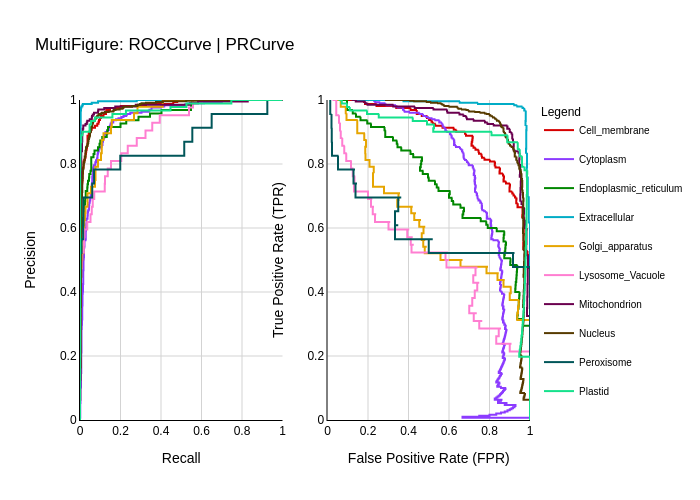 MultiFigure: ROCCurve | PRCurve
Precision
1
0.8
0.6
0.4
0.2
0
0 0.2 0.4 0.6 0.8 1
Recall
True Positive Rate (TPR)
1
0.8
0.6
0.4
0.2
0
0 0.2 0.4 0.6 0.8 1
False Positive Rate (FPR)
Legend
Cell_membrane
Cytoplasm
Endoplasmic_reticulum
Extracellular
Golgi_apparatus
Lysosome_Vacuole
Mitochondrion
Nucleus
Peroxisome
Plastid